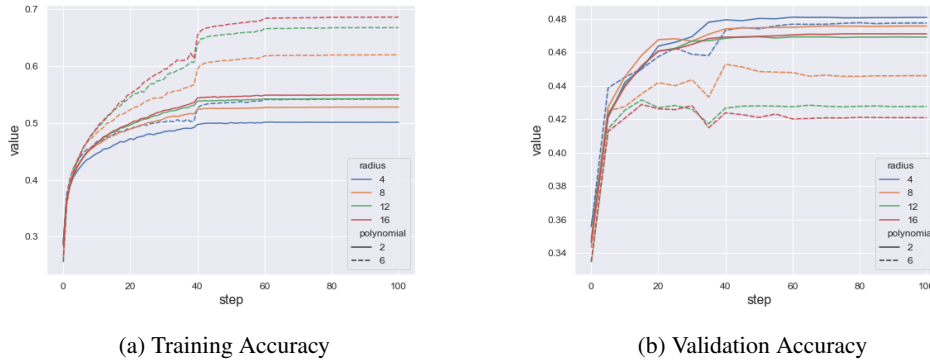 0.7
0.6
0.5
0.4
0.3
value
radius
4
8
12
16
polynomial
2
6
0 20 40 60 80 100
step
(a) Training Accuracy
0.48
0.46
0.44
0.42
0.40
0.38
0.36
0.34
value
radius
4
8
12
16
polynomial
2
6
0 20 40 60 80 100
step
(b) Validation Accuracy